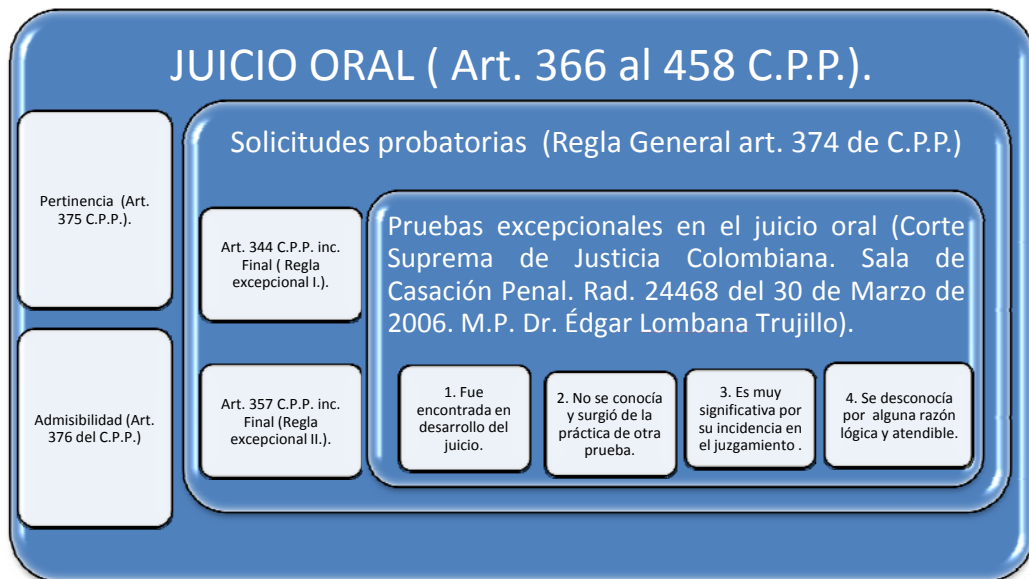 JUICIO ORAL ( Art. 366 al 458 C.P.P.).
Solicitudes probatorias (Regla General art. 374 de C.P.P.)
Pertinencia (Art.
375 C.P.P.).
Admisibilidad (Art.
376 del C.P.P.)
Art. 344 C.P.P. inc.
Final ( Regla
excepcional I.).
Art. 357 C.P.P. inc.
Final (Regla
excepcional II.).
Pruebas excepcionales en el juicio oral (Corte
Suprema de Justicia Colombiana. Sala de
Casación Penal. Rad. 24468 del 30 de Marzo de
2006. M.P. Dr. Édgar Lombana Trujillo).
1. Fue
encontrada en
desarrollo del
juicio.
2. No se conocía
y surgió de la
práctica de otra
prueba.
3. Es muy
significativa por
su incidencia en
el juzgamiento .
4. Se desconocía
por alguna razón
lógica y atendible.